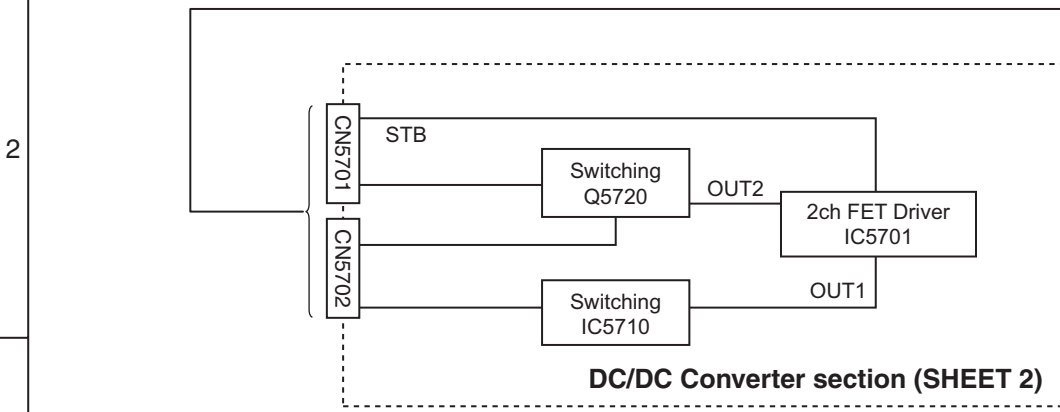 2
CN5701
STB
Switching
Q5720
OUT2
2ch FET Driver
IC5701
CN5702
OUT1
Switching
IC5710
DC/DC Converter section (SHEET 2)